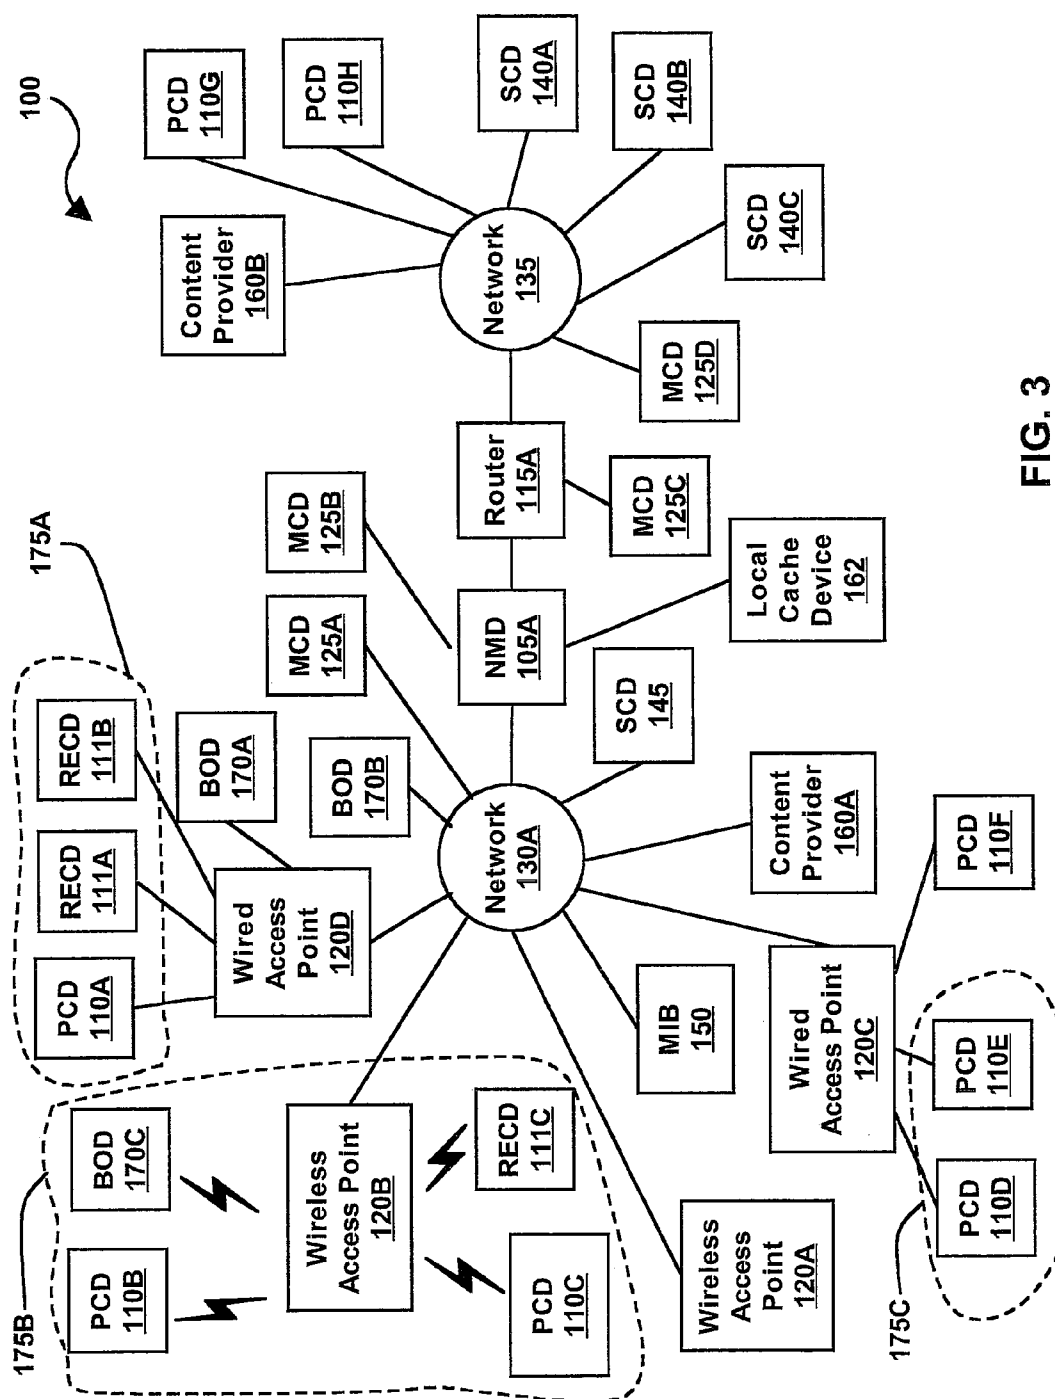 100
PCD
110G
PCD
110H
SCD
140A
SCD
140B
SCD
140C
Content
Provider
160B
Network
135
MCD
125D
Router
115A
MCD
125C
MCD
125B
MCD
125A
NMD
105A
Local
Cache
Device
162
SCD
145
175A
RECD
111B
RECD
111A
PCD
110A
BOD
170A
BOD
170B
Wired
Access
Point
120D
Network
130A
Content
Provider
160A
MIB
150
Wired
Access Point
120C
PCD
110F
PCD
110E
PCD
110D
175C
Wireless
Access
Point
120A
175B
BOD
170C
PCD
110B
Wireless
Access Point
120B
RECD
111C
PCD
110C
FIG. 3